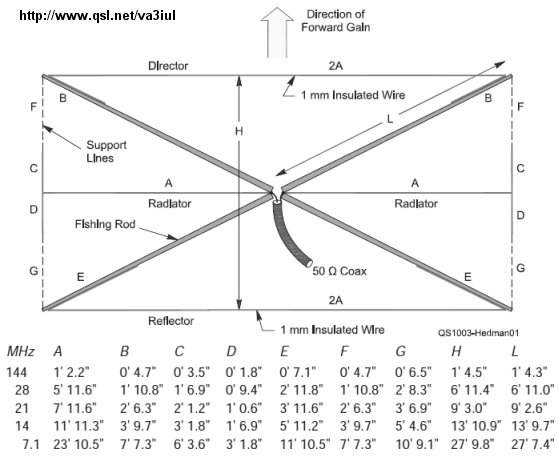 http://www.qsl.net/va3iul
Direction of
Forward Gain
Director
2A
F
B
1 mm Insulated Wire
B
F
H
L
Support
Lines
C
A
A
C
D
Radiator
Radiator
D
Fishing Rod
G
E
50 Ω Coax
E
G
2A
Reflector
1 mm Insulated Wire
QS1003-Hedman01
MHz A B C D E F G H L
144 1' 2.2" 0' 4.7" 0' 3.5" 0' 1.8" 0' 7.1" 0' 4.7" 0' 6.5" 1' 4.5" 1' 4.3"
28 5' 11.6" 1' 10.8" 1' 6.9" 0' 9.4" 2' 11.8" 1' 10.8" 2' 8.3" 6' 11.4" 6' 11.0"
21 7' 11.6" 2' 6.3" 2' 1.2" 1' 0.6" 3' 11.6" 2' 6.3" 3' 6.9" 9' 3.0" 9' 2.6"
14 11' 11.3" 3' 9.7" 3' 1.8" 1' 6.9" 5' 11.2" 3' 9.7" 5' 4.6" 13' 10.9" 13' 9.7"
7.1 23' 10.5" 7' 7.3" 6' 3.6" 3' 1.8" 11' 10.5" 7' 7.3" 10' 9.1" 27' 9.8" 27' 7.4"